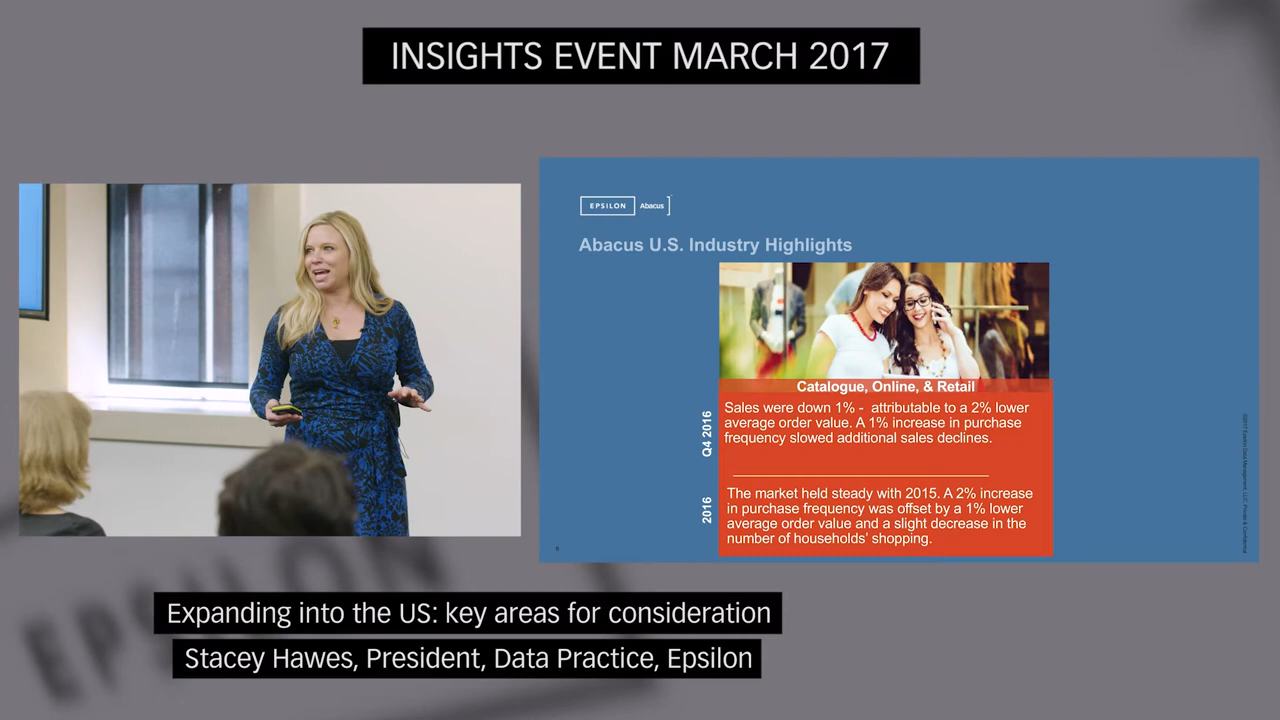 INSIGHTS EVENT MARCH 2017
EPSILON Abacus
Abacus U.S. Industry Highlights
Catalogue, Online, & Retail
Q4 2016
Sales were down 1% - attributable to a 2% lower
average order value. A 1% increase in purchase
frequency slowed additional sales declines.
2016
The market held steady with 2015. A 2% increase
in purchase frequency was offset by a 1% lower
average order value and a slight decrease in the
number of households' shopping.
EPSILON
Expanding into the US: key areas for consideration
Stacey Hawes, President, Data Practice, Epsilon